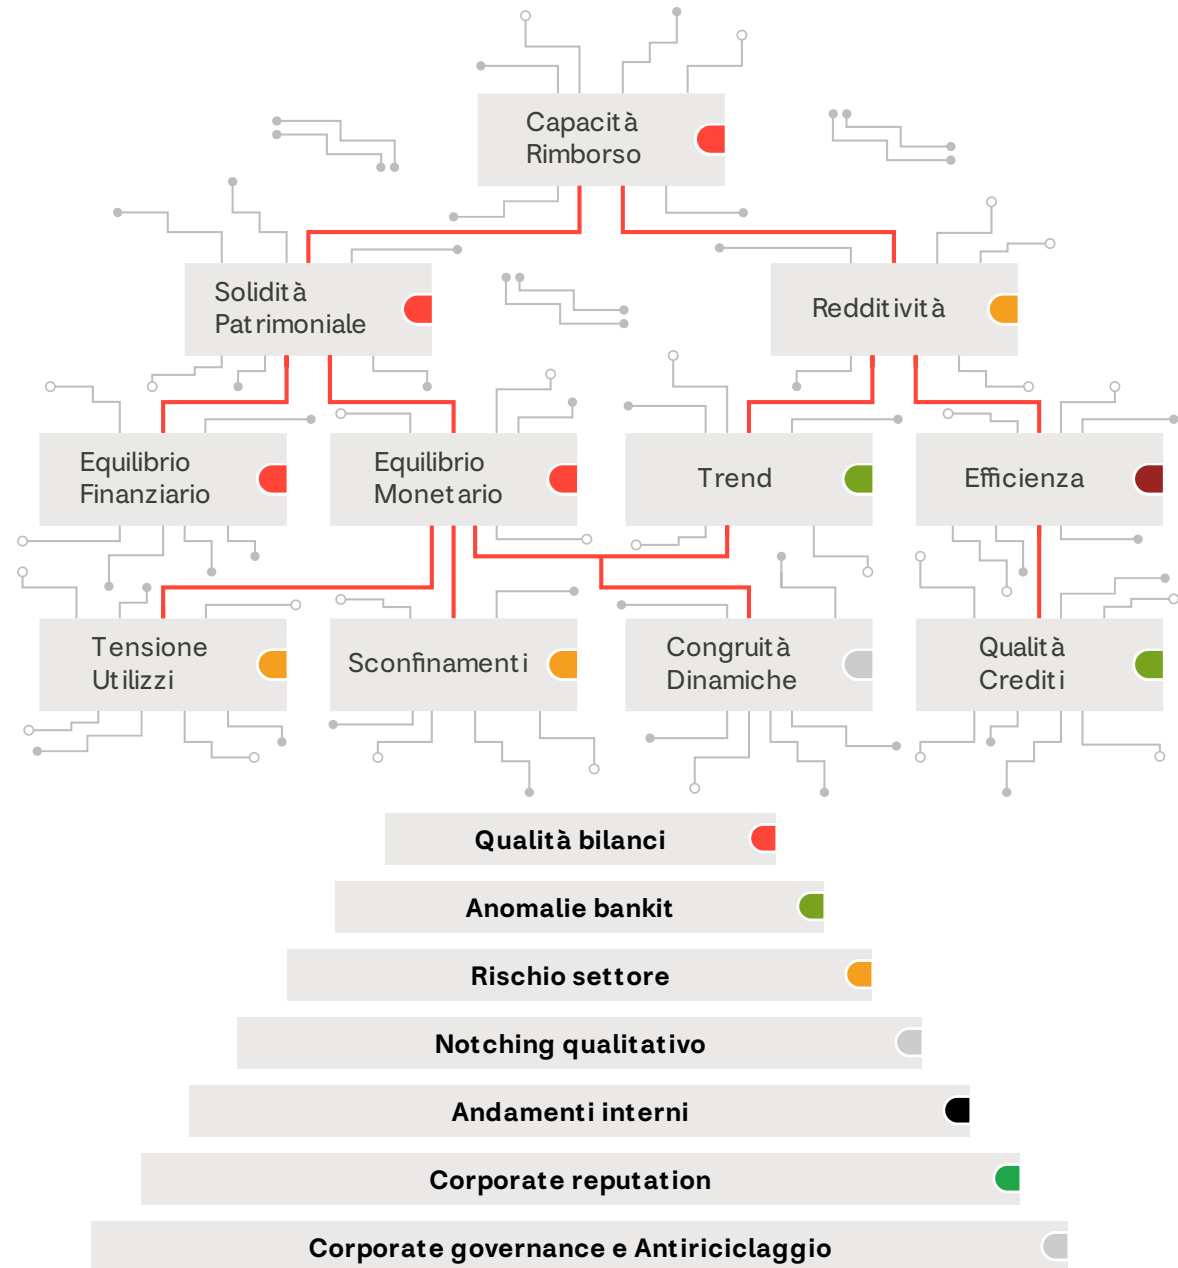 Capacità
Rimborso
Solidità
Patrimoniale
Redditività
Equilibrio
Finanziario
Equilibrio
Monetario
Trend
Efficienza
Tensione
Utilizzi
Sconfinamenti
Congruità
Dinamiche
Qualità
Crediti
Qualità bilanci
Anomalie bankit
Rischio settore
Notching qualitativo
Andamenti interni
Corporate reputation
Corporate governance e Antiriciclaggio